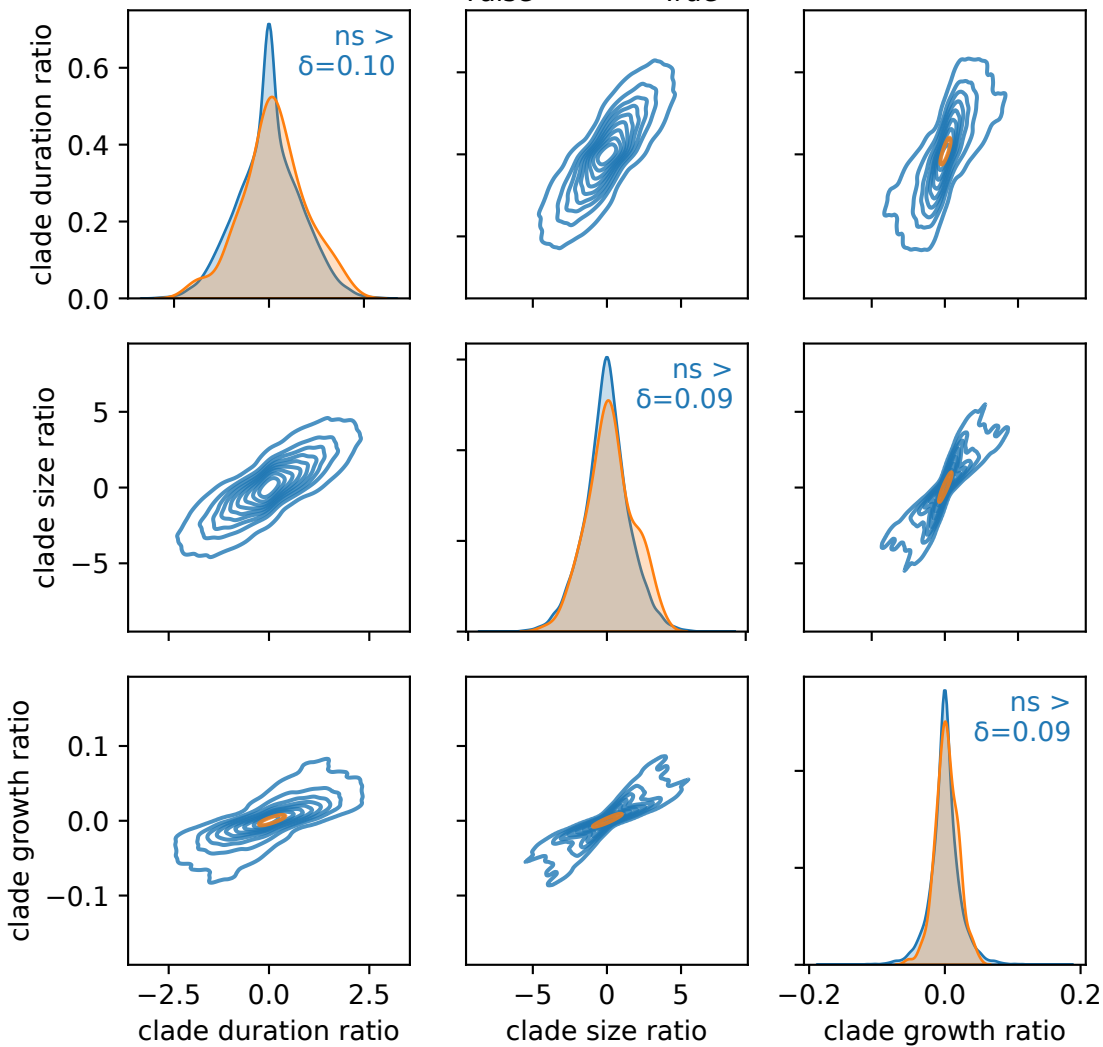 clade duration ratio
0.6
0.4
0.2
0.0
ns >
δ=0.10
clade size ratio
5
0
−5
ns >
δ=0.09
clade growth ratio
0.1
0.0
−0.1
ns >
δ=0.09
−2.5 0.0 2.5
−5 0 5
−0.2 0.0 0.2
clade duration ratio
clade size ratio
clade growth ratio